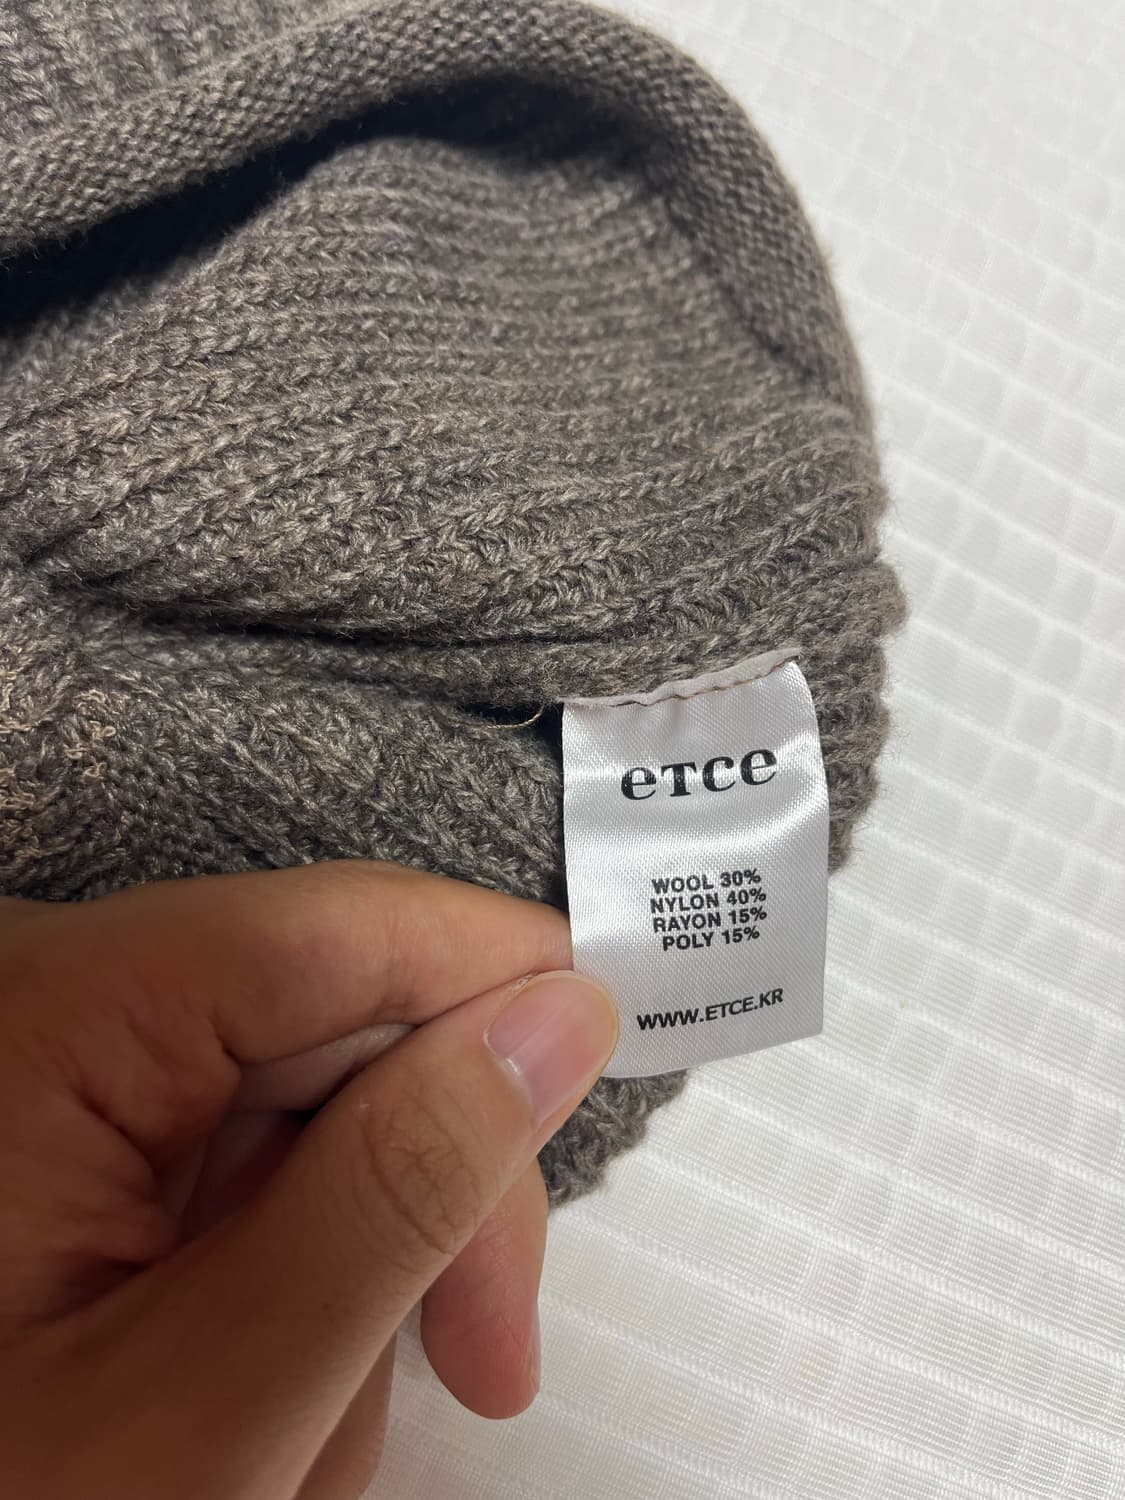 eTCe
WOOL 30%
NYLON 40%
RAYON 15%
POLY 15%
WWW.ETCE.KR